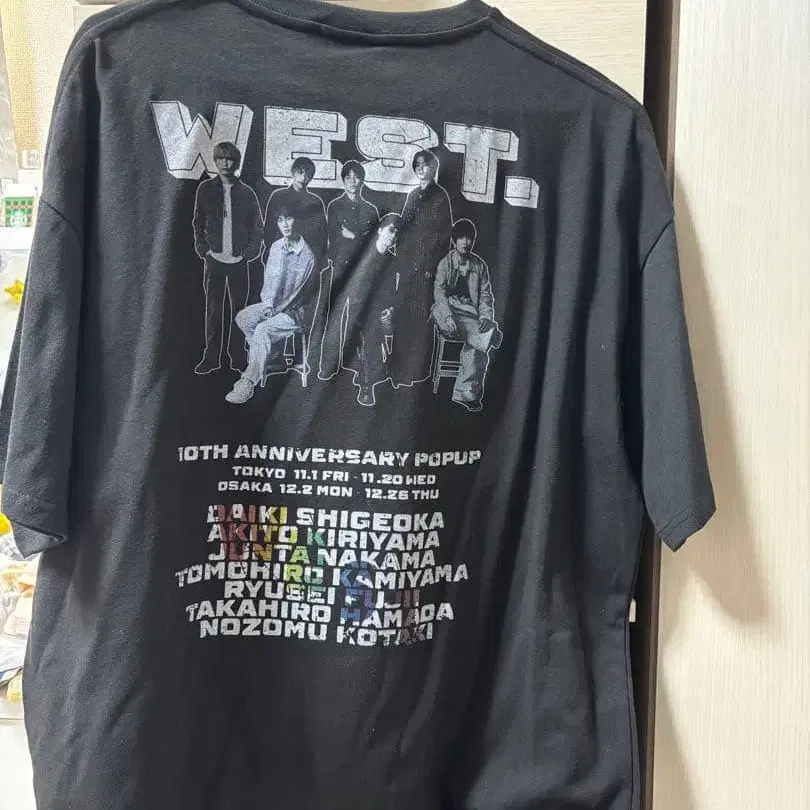 WEST.
10TH ANNIVERSARY POPUP
TOKYO 11.1 FRI - 11.20 WED
OSAKA 12.2 MON - 12.26 THU
DAIKI SHIGEOKA
AKITO KIRIYAMA
JUNTA NAKAMA
TOMOHIRO KAMIYAMA
RYUSEI FUJII
TAKAHIRO HAMADA
NOZOMU KOTAKI